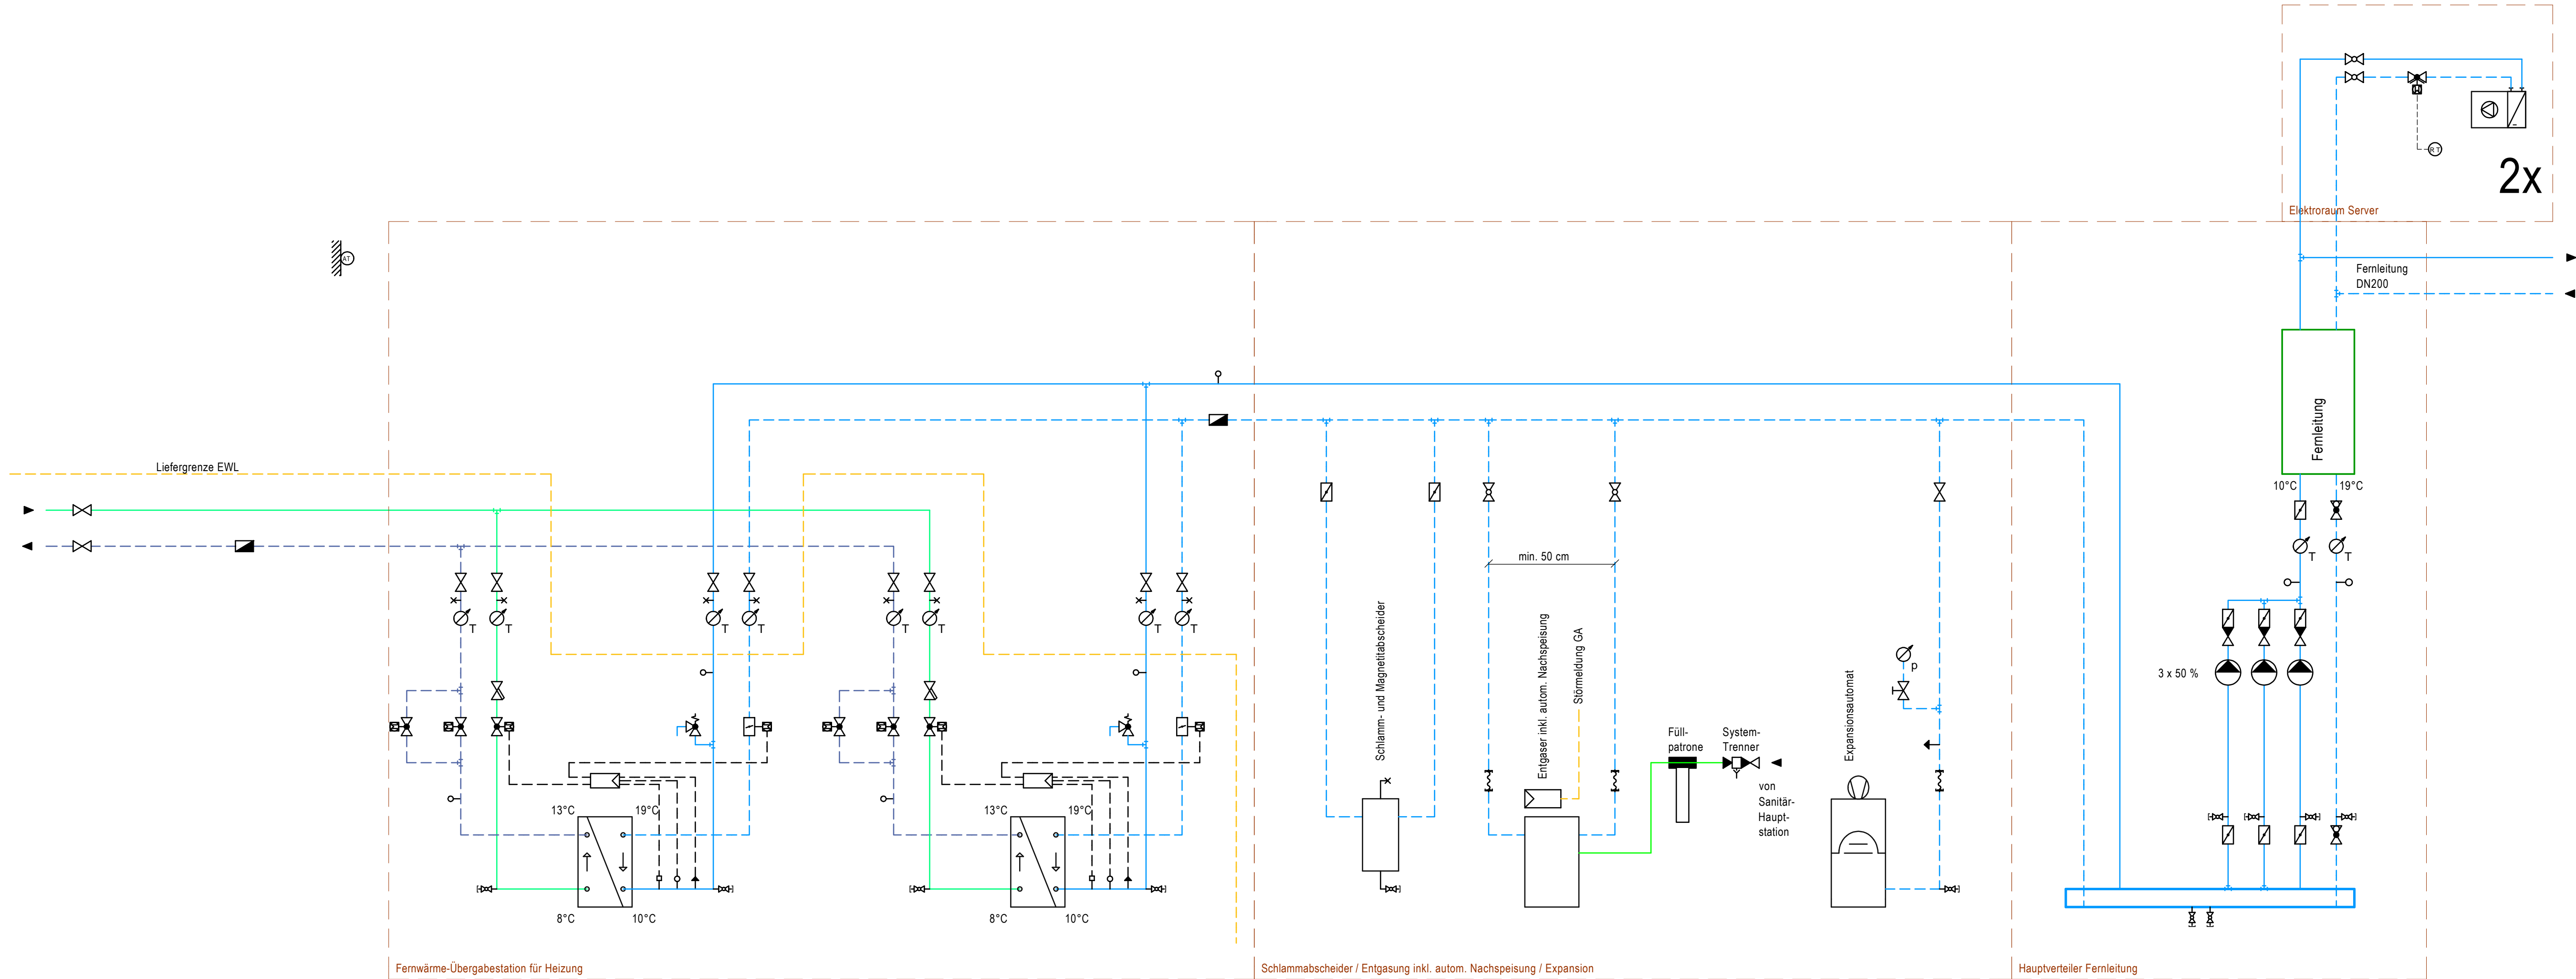 2x
Elektroraum Server
RT
AT
Fernleitung
DN200
Fernleitung
Liefergrenze EWL
10°C
19°C
min. 50 cm
T
T
T
T
T
T
T
T
T
T
3 x 50 %
p
Schlamm- und Magnetitabscheider
Entgaser inkl. autom. Nachspeisung
Störmeldung GA
Füll-
patrone
System-
Trenner
von
Sanitär-
Haupt-
station
Expansionsautomat
13°C
19°C
8°C
10°C
13°C
19°C
8°C
10°C
Fernwärme-Übergabestation für Heizung
Schlammabscheider / Entgasung inkl. autom. Nachspeisung / Expansion
Hauptverteiler Fernleitung